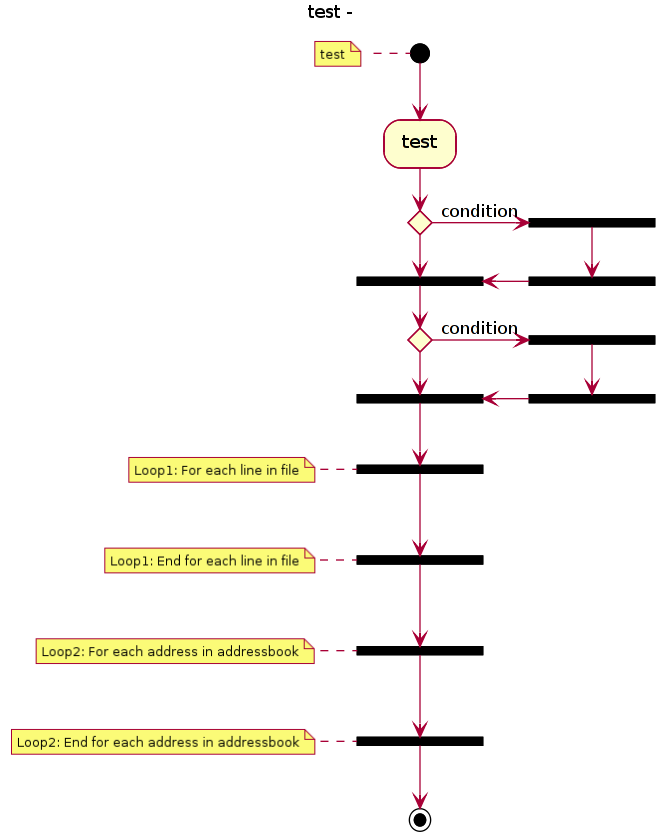 test -
test
test
condition
condition
Loop1: For each line in file
Loop1: End for each line in file
Loop2: For each address in addressbook
Loop2: End for each address in addressbook